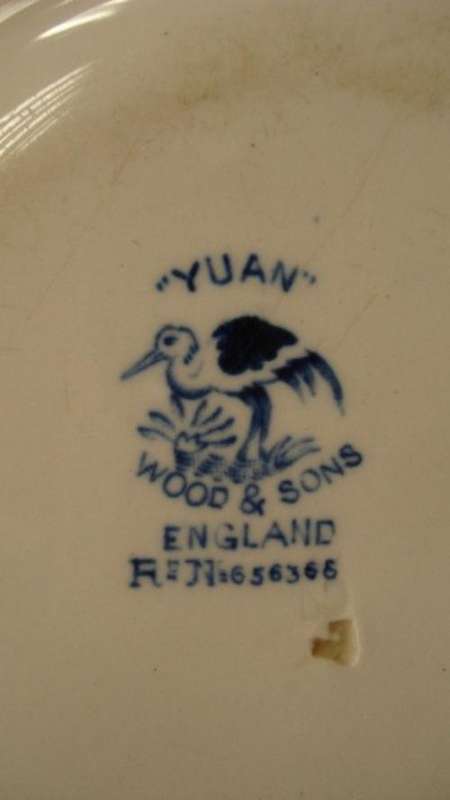 "YUAN"
WOOD & SONS
ENGLAND
Rᴰ Nº 656366